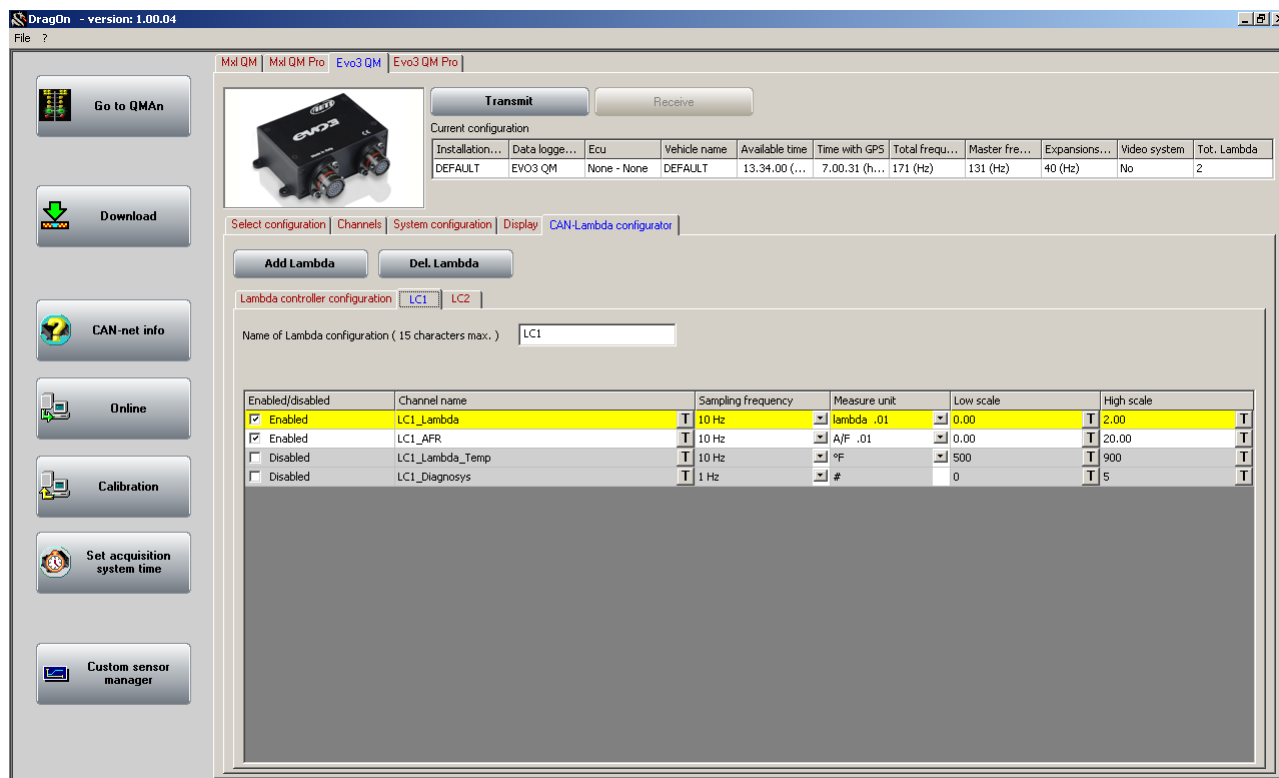 DragOn - version: 1.00.04
File ?
Mxl QM Mxl QM Pro Evo3 QM Evo3 QM Pro
Go to QMAn
Download
CAN-net info
Online
Calibration
Set acquisition
system time
Custom sensor
manager
evo3
Transmit Receive
Current configuration
Installation... Data logge... Ecu Vehicle name Available time Time with GPS Total frequ... Master fre... Expansions... Video system Tot. Lambda
DEFAULT EVO3 QM None - None DEFAULT 13.34.00 (... 7.00.31 (h... 171 (Hz) 131 (Hz) 40 (Hz) No 2
Select configuration Channels System configuration Display CAN-Lambda configurator
Add Lambda Del. Lambda
Lambda controller configuration LC1 LC2
Name of Lambda configuration ( 15 characters max. ) LC1
Enabled/disabled Channel name Sampling frequency Measure unit Low scale High scale
Enabled LC1_Lambda T 10 Hz lambda .01 0.00 T 2.00 T
Enabled LC1_AFR T 10 Hz A/F .01 0.00 T 20.00 T
Disabled LC1_Lambda_Temp T 10 Hz °F 500 T 900 T
Disabled LC1_Diagnosys T 1 Hz # 0 T 5 T